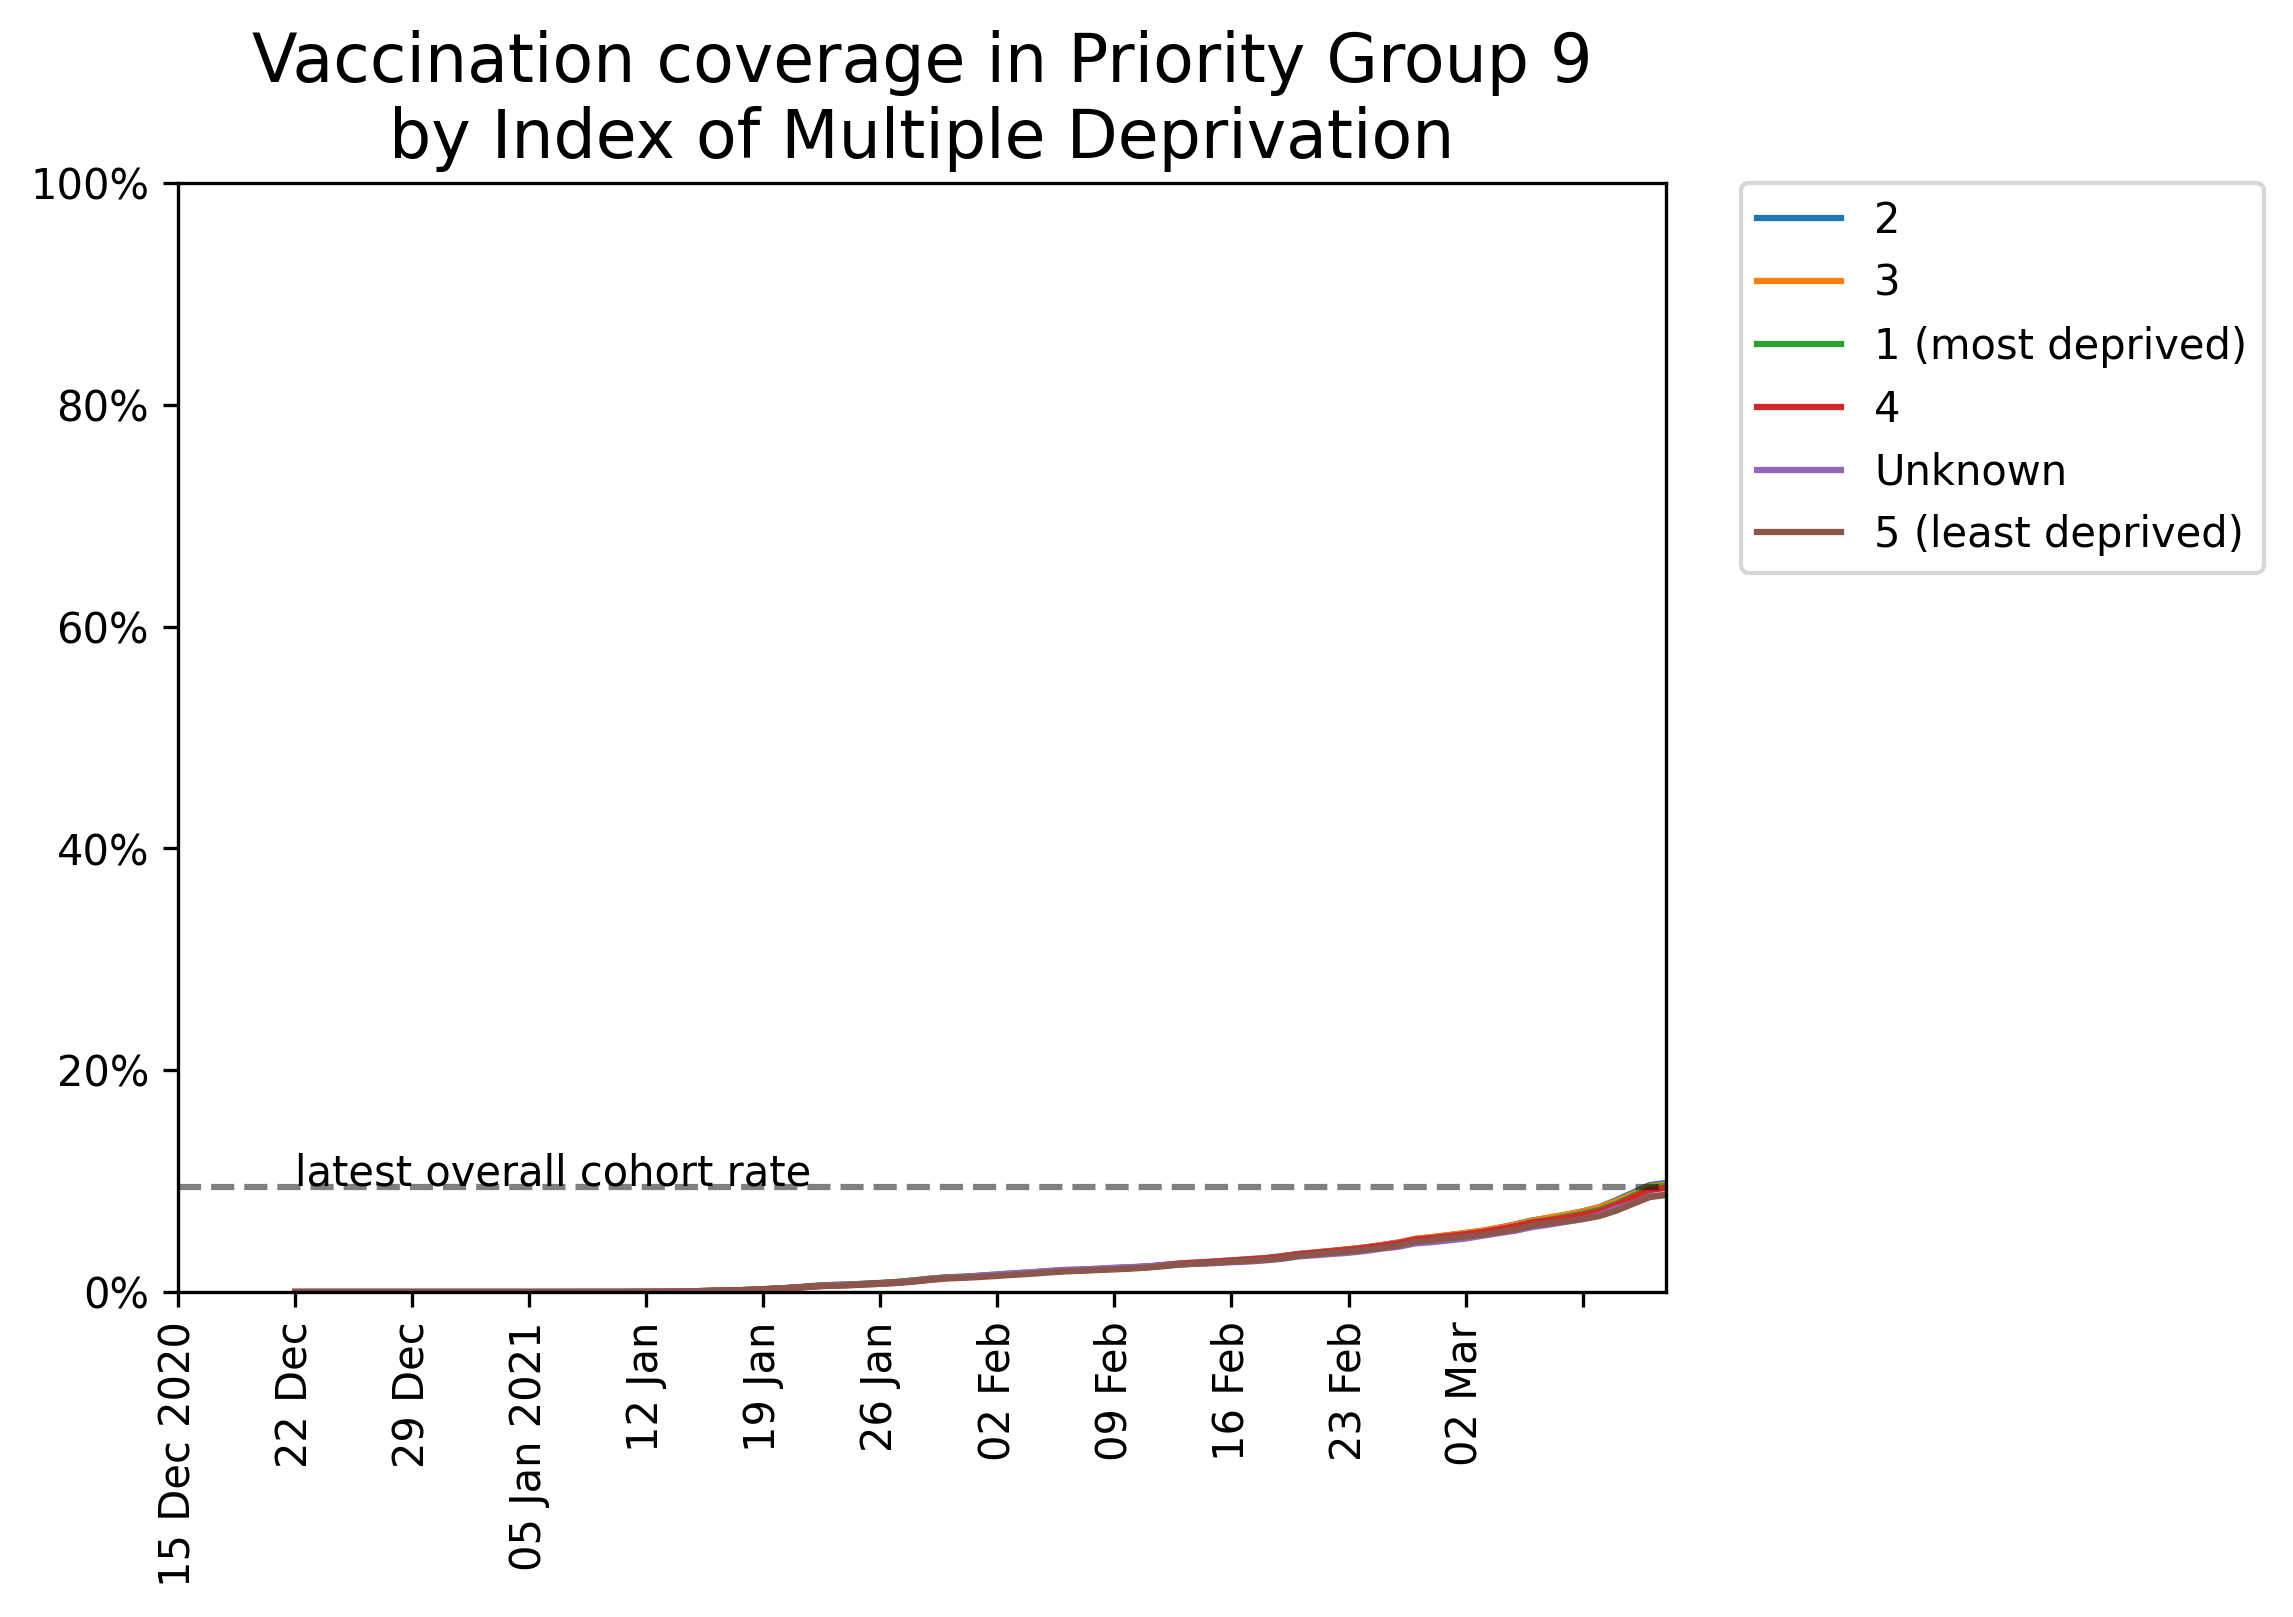 Vaccination coverage in Priority Group 9
by Index of Multiple Deprivation
100%
80%
60%
40%
20%
0%
latest overall cohort rate
15 Dec 2020
22 Dec
29 Dec
05 Jan 2021
12 Jan
19 Jan
26 Jan
02 Feb
09 Feb
16 Feb
23 Feb
02 Mar
2
3
1 (most deprived)
4
Unknown
5 (least deprived)